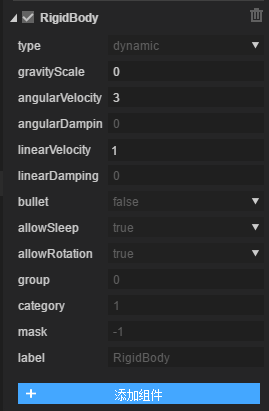 RigidBody
type dynamic
gravityScale 0
angularVelocity 3
angularDampin 0
linearVelocity 1
linearDamping 0
bullet false
allowSleep true
allowRotation true
group 0
category 1
mask -1
label RigidBody
+ 添加组件